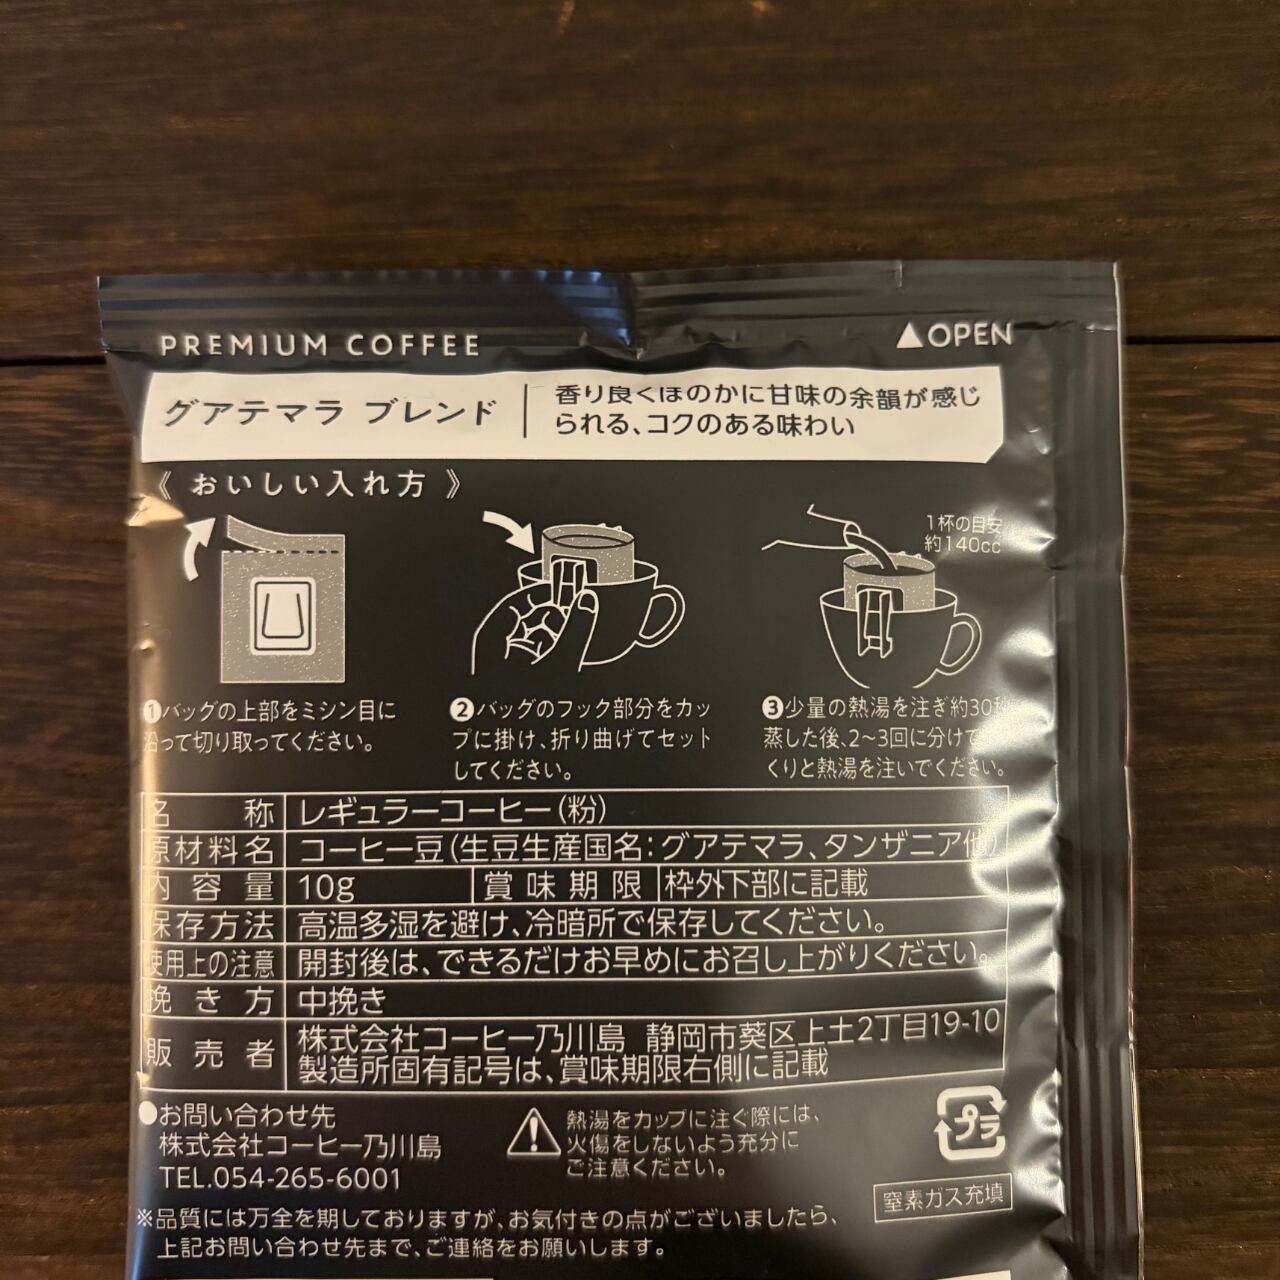 PREMIUM COFFEE
▲OPEN
グアテマラ ブレンド
香り良くほのかに甘味の余韻が感じ
られる、コクのある味わい
《 おいしい入れ方 》
1杯の目安
約140cc
❶バッグの上部をミシン目に
沿って切り取ってください。
❷バッグのフック部分をカッ
プに掛け、折り曲げてセット
してください。
❸少量の熱湯を注ぎ約30秒
蒸した後、2~3回に分けて
くりと熱湯を注いでください。
名称 レギュラーコーヒー(粉)
原材料名 コーヒー豆(生豆生産国名:グアテマラ、タンザニア他)
内容量 10g 賞味期限 枠外下部に記載
保存方法 高温多湿を避け、冷暗所で保存してください。
使用上の注意 開封後は、できるだけお早めにお召し上がりください。
挽き方 中挽き
販売者 株式会社コーヒー乃川島 静岡市葵区上土2丁目19-10
製造所固有記号は、賞味期限右側に記載
●お問い合わせ先
株式会社コーヒー乃川島
TEL.054-265-6001
熱湯をカップに注ぐ際には、
火傷をしないよう充分に
ご注意ください。
プラ
窒素ガス充填
※品質には万全を期しておりますが、お気付きの点がございましたら、
上記お問い合わせ先まで、ご連絡をお願いします。